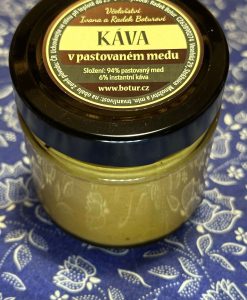 Včelařství
Ivana a Radek Boturovi
KÁVA
v pastovaném medu
Složení: 94% pastovaný med
6% instantní káva
www.botur.cz